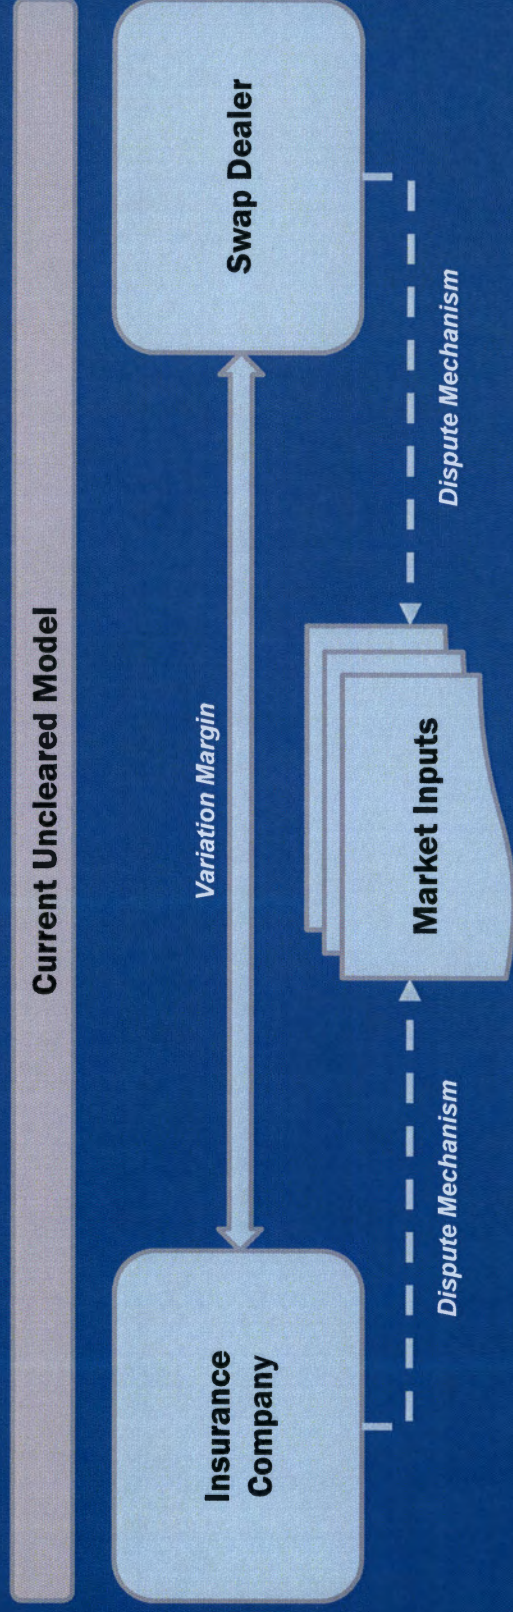 Current Uncleared Model
Insurance
Company
Variation Margin
Swap Dealer
Dispute Mechanism
Market Inputs
Dispute Mechanism